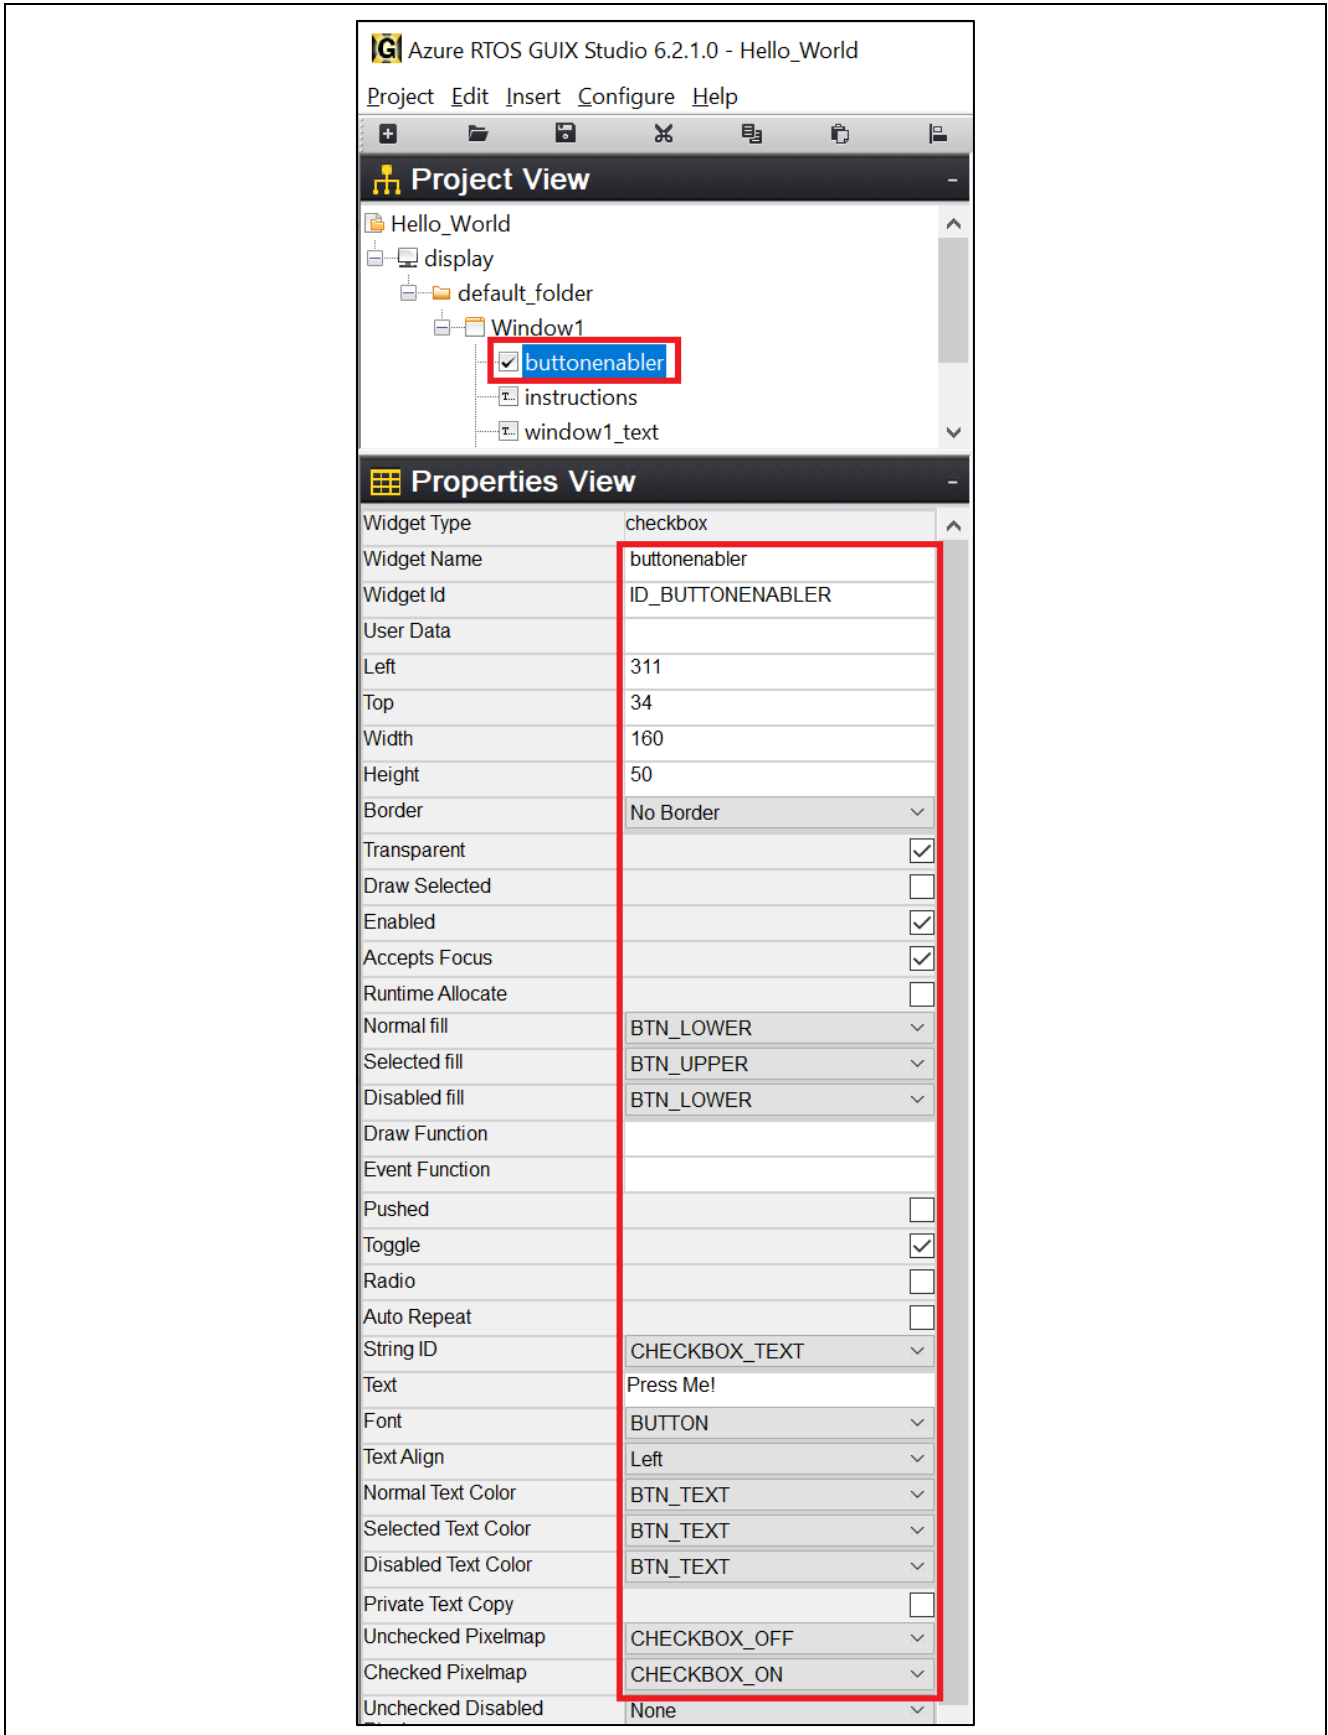 Azure RTOS GUIX Studio 6.2.1.0 - Hello_World
Project Edit Insert Configure Help
Project View
Hello_World
display
default_folder
Window1
buttonenabler
instructions
window1_text
Properties View
Widget Type checkbox
Widget Name buttonenabler
Widget Id ID_BUTTONENABLER
User Data
Left 311
Top 34
Width 160
Height 50
Border No Border
Transparent
Draw Selected
Enabled
Accepts Focus
Runtime Allocate
Normal fill BTN_LOWER
Selected fill BTN_UPPER
Disabled fill BTN_LOWER
Draw Function
Event Function
Pushed
Toggle
Radio
Auto Repeat
String ID CHECKBOX_TEXT
Text Press Me!
Font BUTTON
Text Align Left
Normal Text Color BTN_TEXT
Selected Text Color BTN_TEXT
Disabled Text Color BTN_TEXT
Private Text Copy
Unchecked Pixelmap CHECKBOX_OFF
Checked Pixelmap CHECKBOX_ON
Unchecked Disabled None